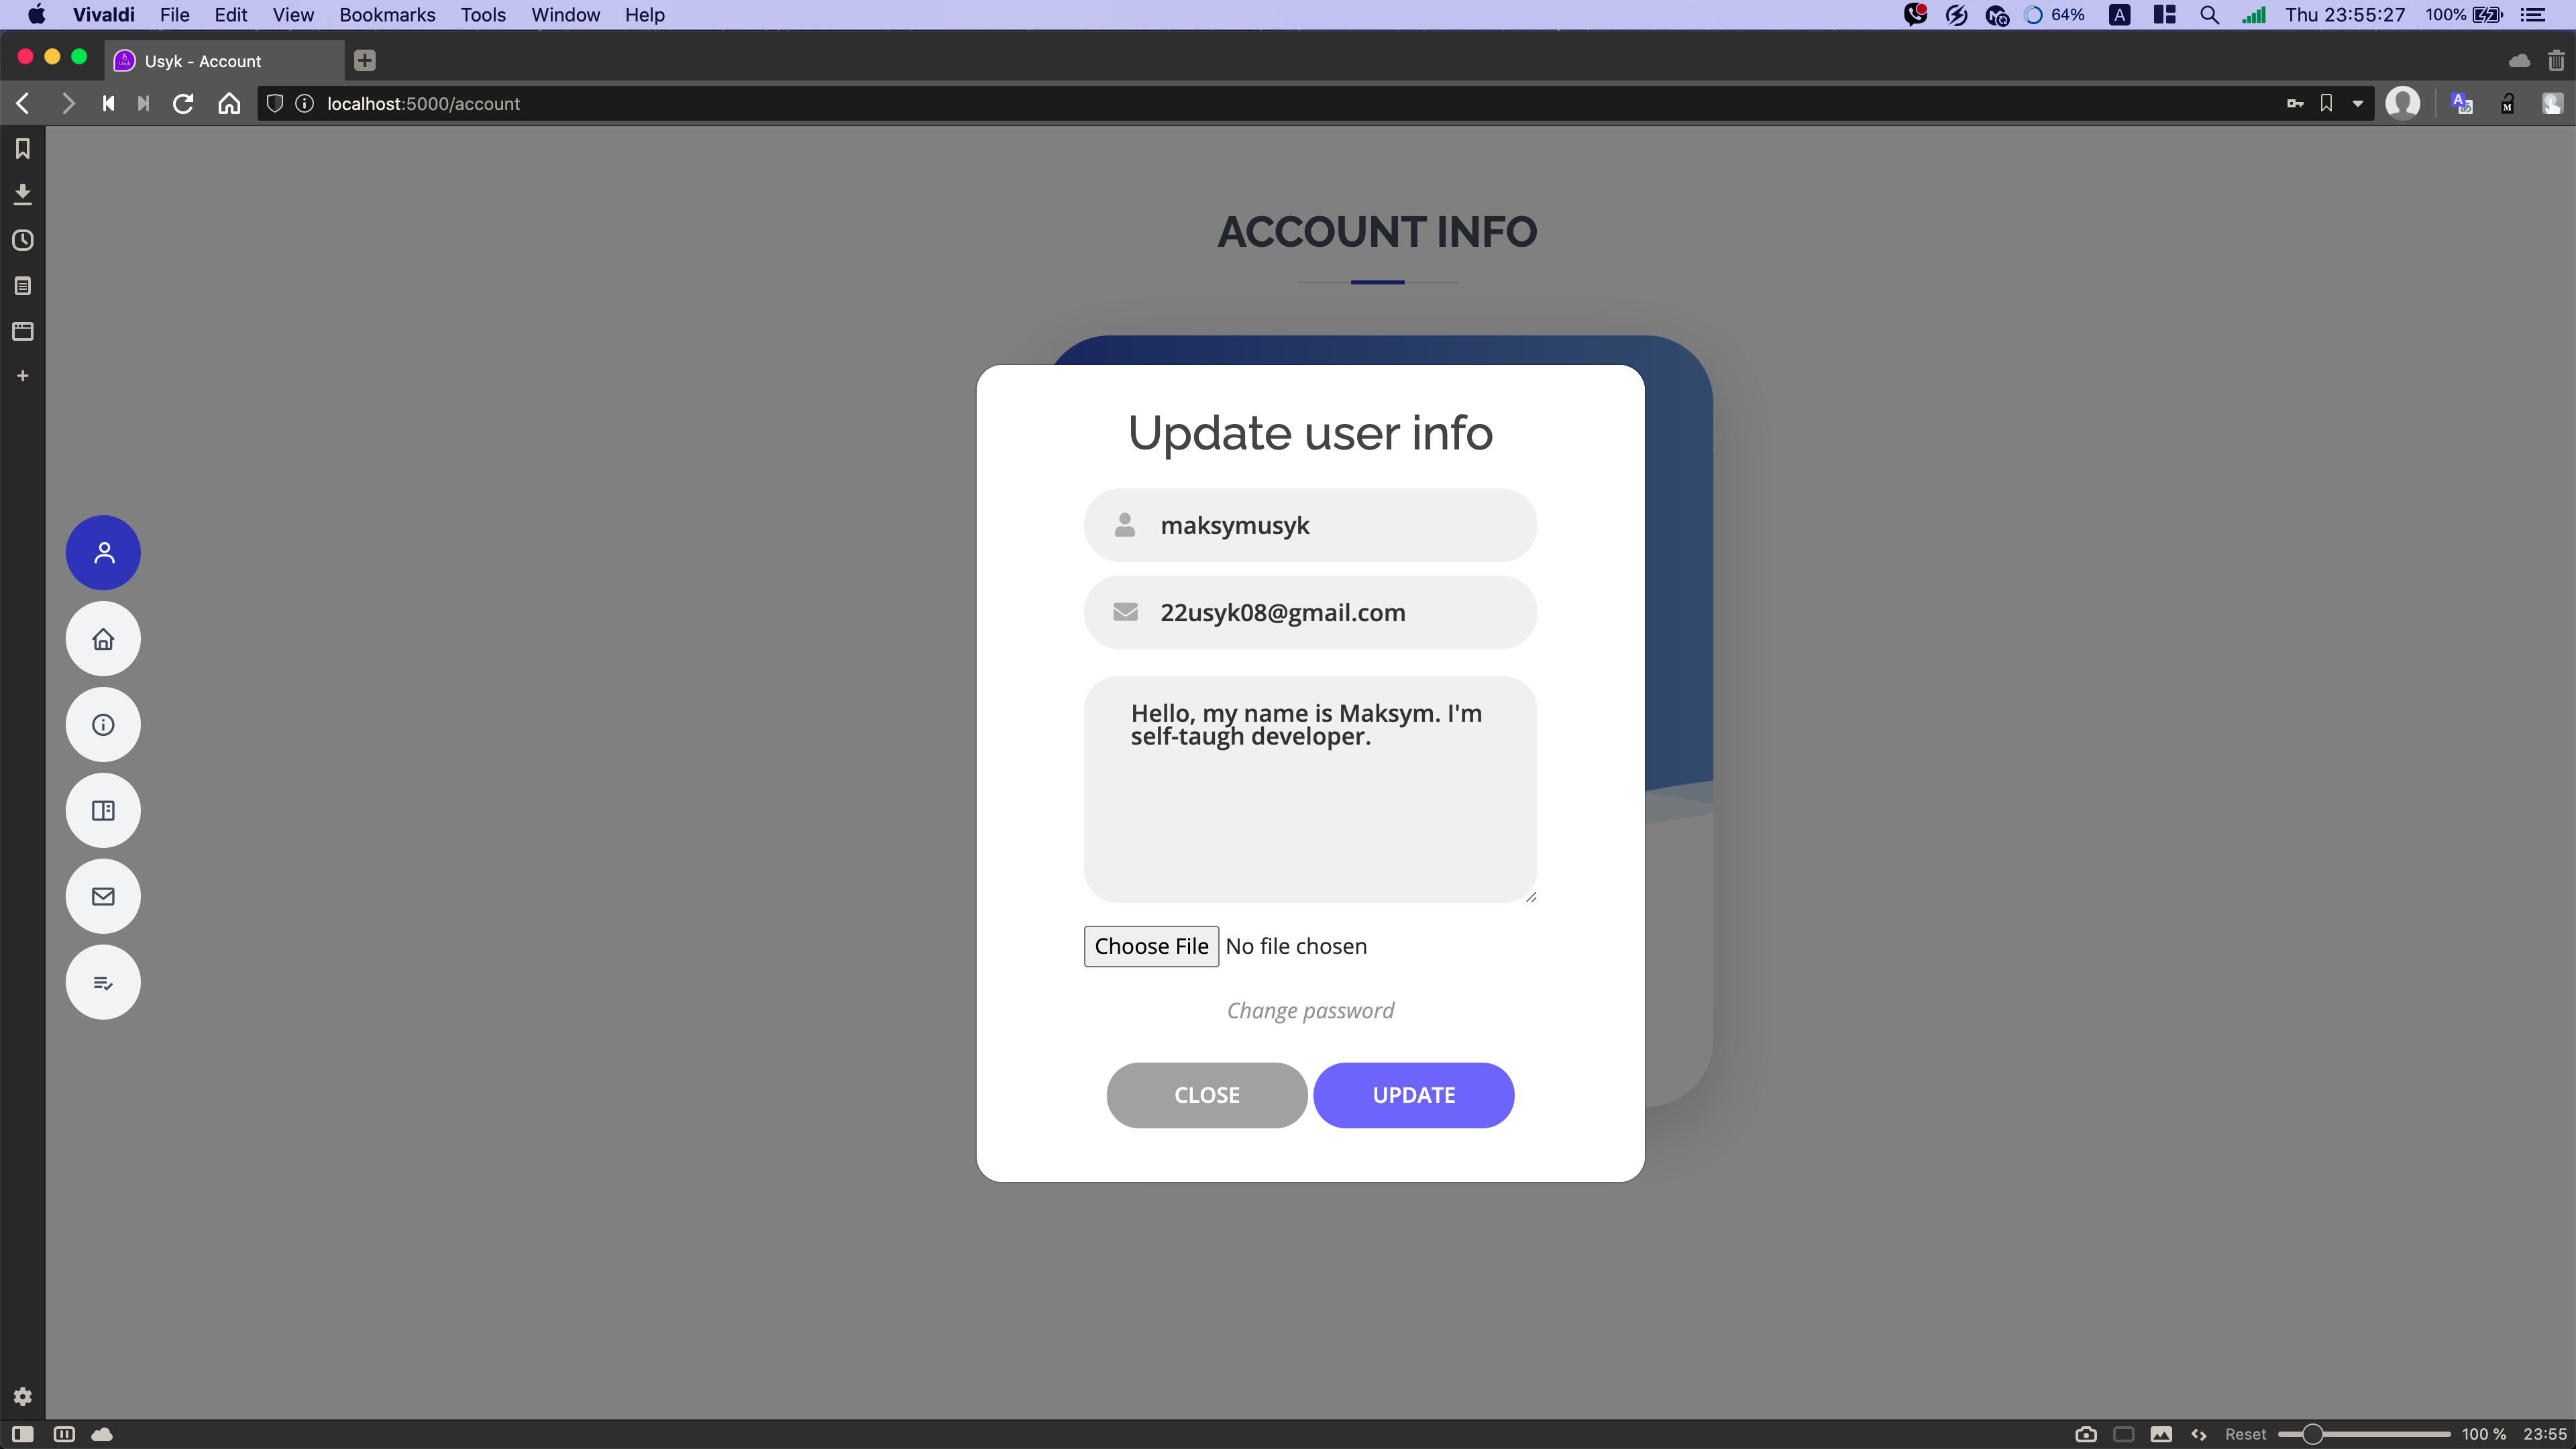 Vivaldi File Edit View Bookmarks Tools Window Help 64% A Thu 23:55:27 100%
Usyk - Account
localhost:5000/account
ACCOUNT INFO
Update user info
maksymusyk
22usyk08@gmail.com
Hello, my name is Maksym. I'm
self-taugh developer.
Choose File No file chosen
Change password
CLOSE UPDATE
Reset 100 % 23:55